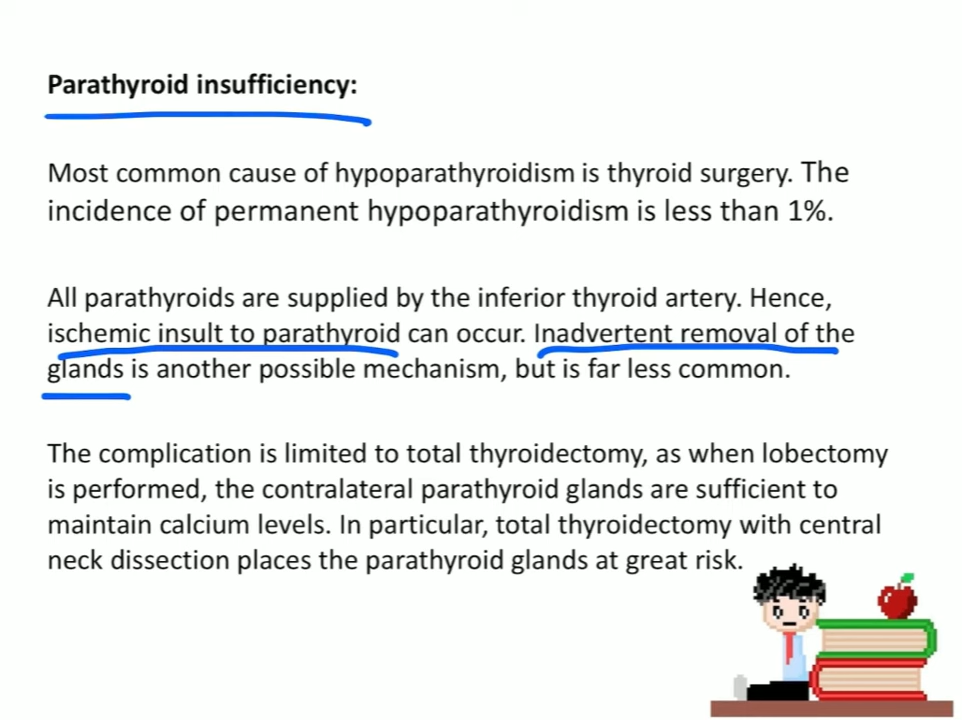 Parathyroid insufficiency:
Most common cause of hypoparathyroidism is thyroid surgery. The
incidence of permanent hypoparathyroidism is less than 1%.
All parathyroids are supplied by the inferior thyroid artery. Hence,
ischemic insult to parathyroid can occur. Inadvertent removal of the
glands is another possible mechanism, but is far less common.
The complication is limited to total thyroidectomy, as when lobectomy
is performed, the contralateral parathyroid glands are sufficient to
maintain calcium levels. In particular, total thyroidectomy with central
neck dissection places the parathyroid glands at great risk.